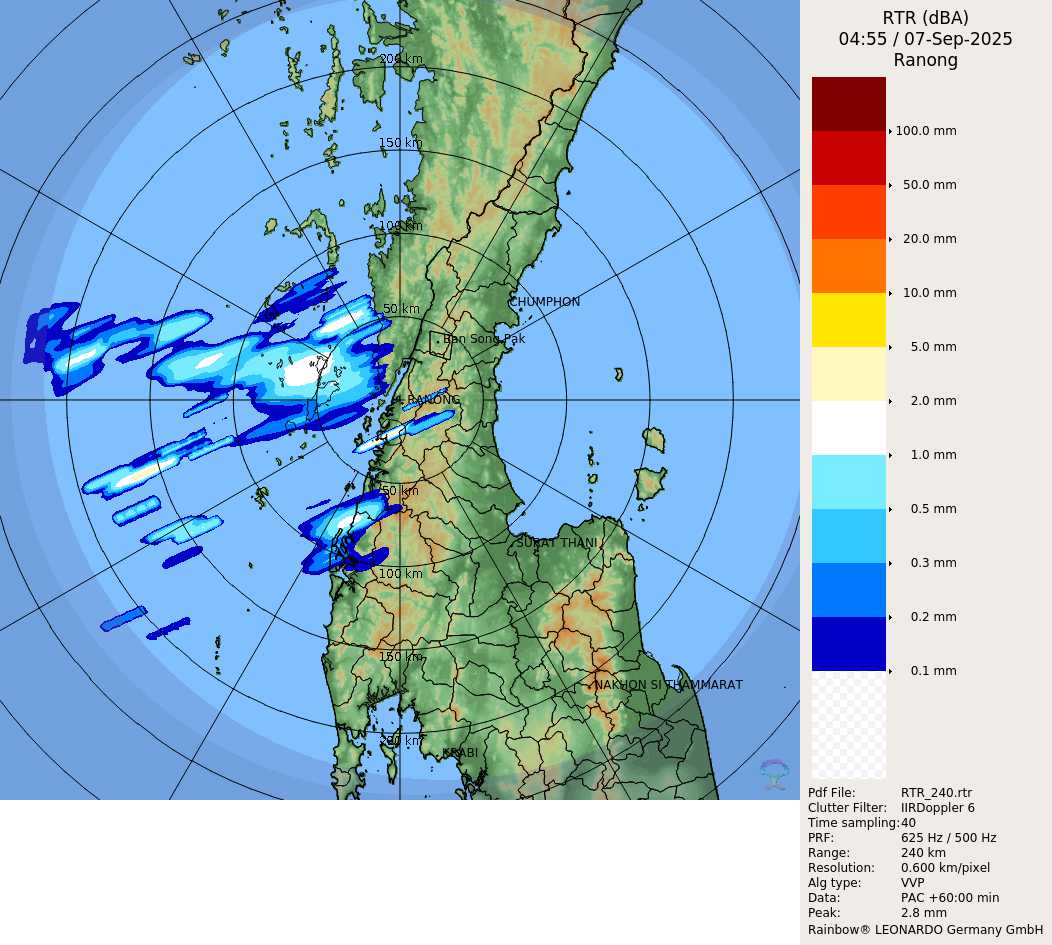 RTR (dBA)
04:55 / 07-Sep-2025
Ranong
200 km
150 km
100 km
50 km
CHUMPHON
Ban Song Pak
RANONG
50 km
SURAT THANI
100 km
150 km
NAKHON SI THAMMARAT
200 km
KRABI
100.0 mm
50.0 mm
20.0 mm
10.0 mm
5.0 mm
2.0 mm
1.0 mm
0.5 mm
0.3 mm
0.2 mm
0.1 mm
Pdf File: RTR_240.rtr
Clutter Filter: IIRDoppler 6
Time sampling:40
PRF: 625 Hz / 500 Hz
Range: 240 km
Resolution: 0.600 km/pixel
Alg type: VVP
Data: PAC +60:00 min
Peak: 2.8 mm
Rainbow® LEONARDO Germany GmbH